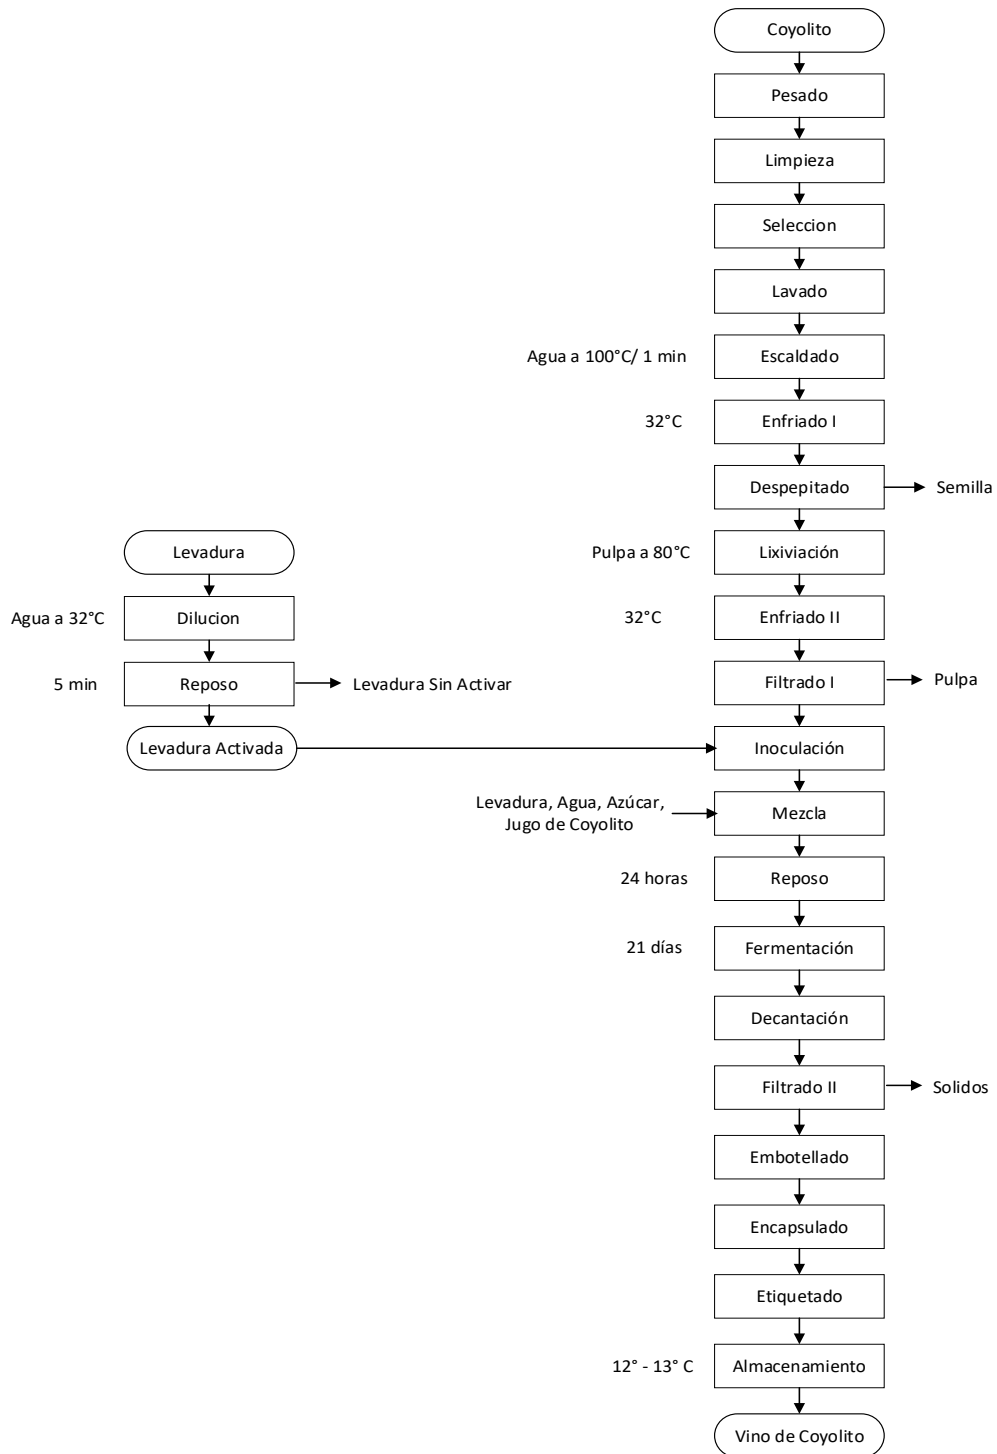 Coyolito
Pesado
Limpieza
Seleccion
Lavado
Agua a 100°C/ 1 min
Escaldado
32°C
Enfriado I
Despepitado
Semilla
Levadura
Pulpa a 80°C
Lixiviación
Agua a 32°C
Dilucion
32°C
Enfriado II
5 min
Reposo
Levadura Sin Activar
Filtrado I
Pulpa
Levadura Activada
Inoculación
Levadura, Agua, Azúcar,
Jugo de Coyolito
Mezcla
24 horas
Reposo
21 días
Fermentación
Decantación
Filtrado II
Solidos
Embotellado
Encapsulado
Etiquetado
12° - 13° C
Almacenamiento
Vino de Coyolito